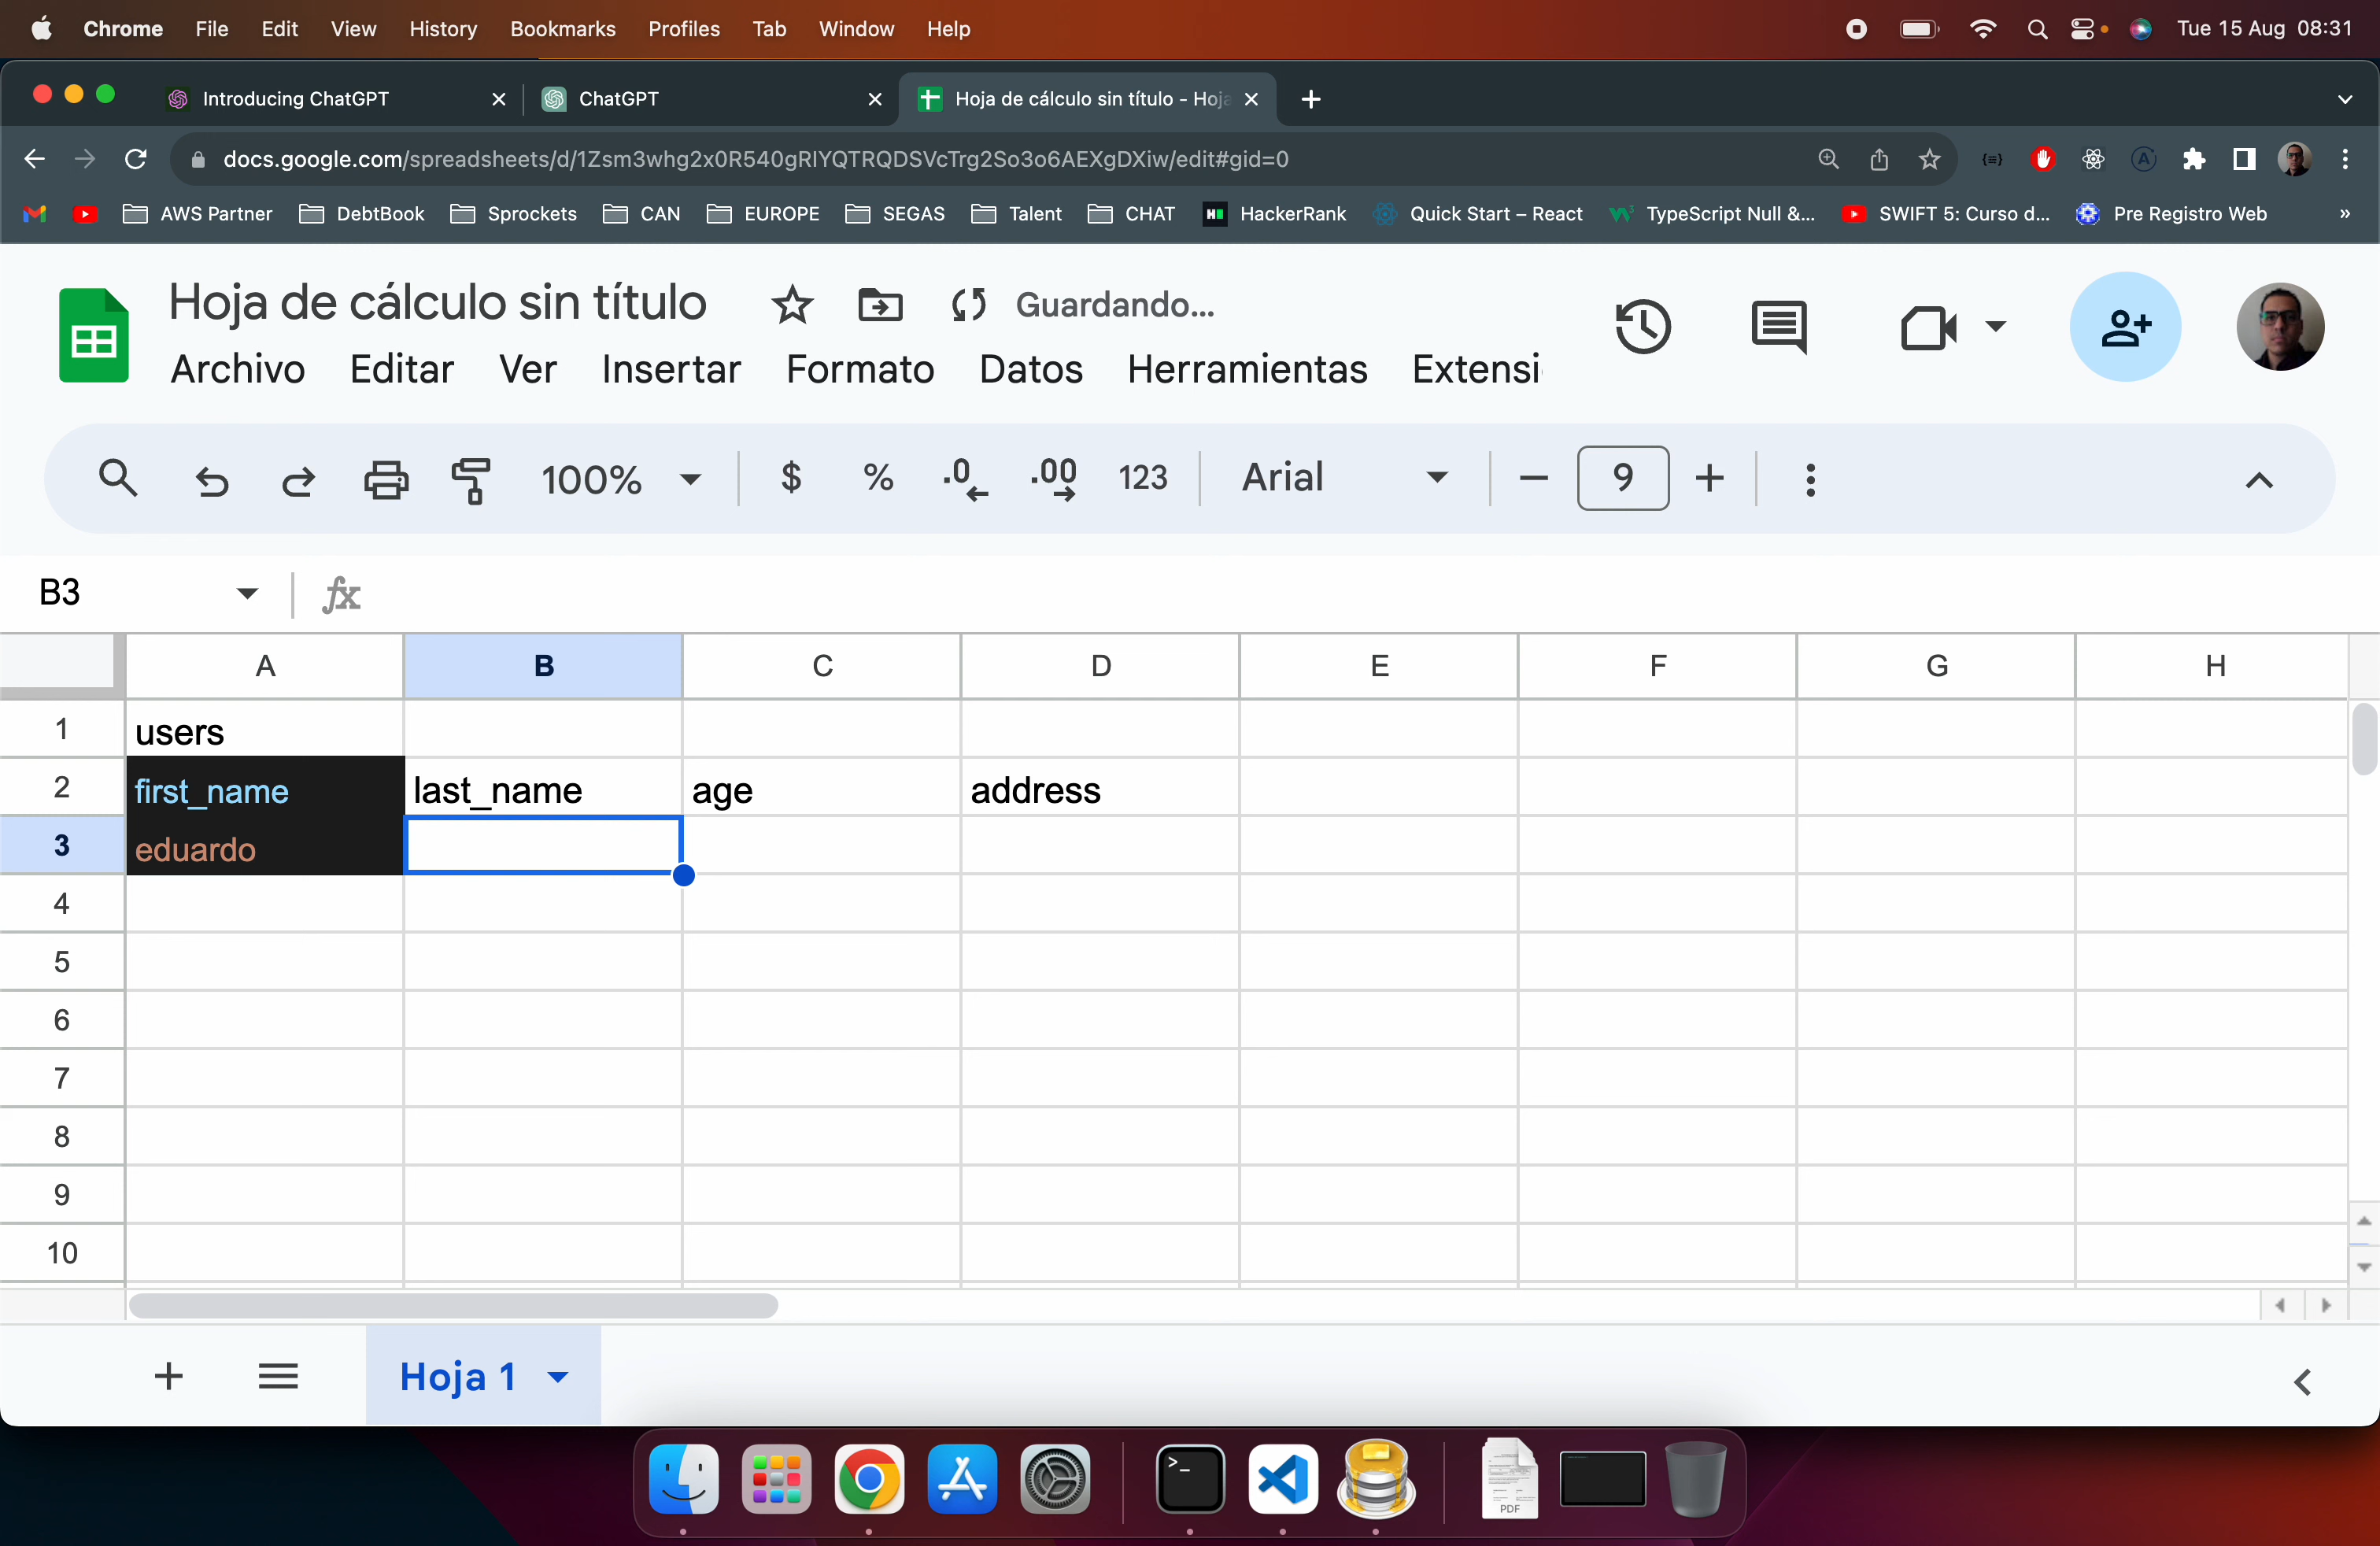 Chrome File Edit View History Bookmarks Profiles Tab Window Help Tue 15 Aug 08:31
Introducing ChatGPT ChatGPT Hoja de cálculo sin título - Hoja
docs.google.com/spreadsheets/d/1Zsm3whg2x0R540gRIYQTRQDSVcTrg2So3o6AEXgDXiw/edit#gid=0
AWS Partner DebtBook Sprockets CAN EUROPE SEGAS Talent CHAT HackerRank Quick Start – React TypeScript Null &... SWIFT 5: Curso d... Pre Registro Web »
Hoja de cálculo sin título Guardando...
Archivo Editar Ver Insertar Formato Datos Herramientas Extensi
100% $ % .0 .00 123 Arial 9
B3 fx
A B C D E F G H
1 users
2 first_name last_name age address
3 eduardo
4
5
6
7
8
9
10
Hoja 1
>_
PDF